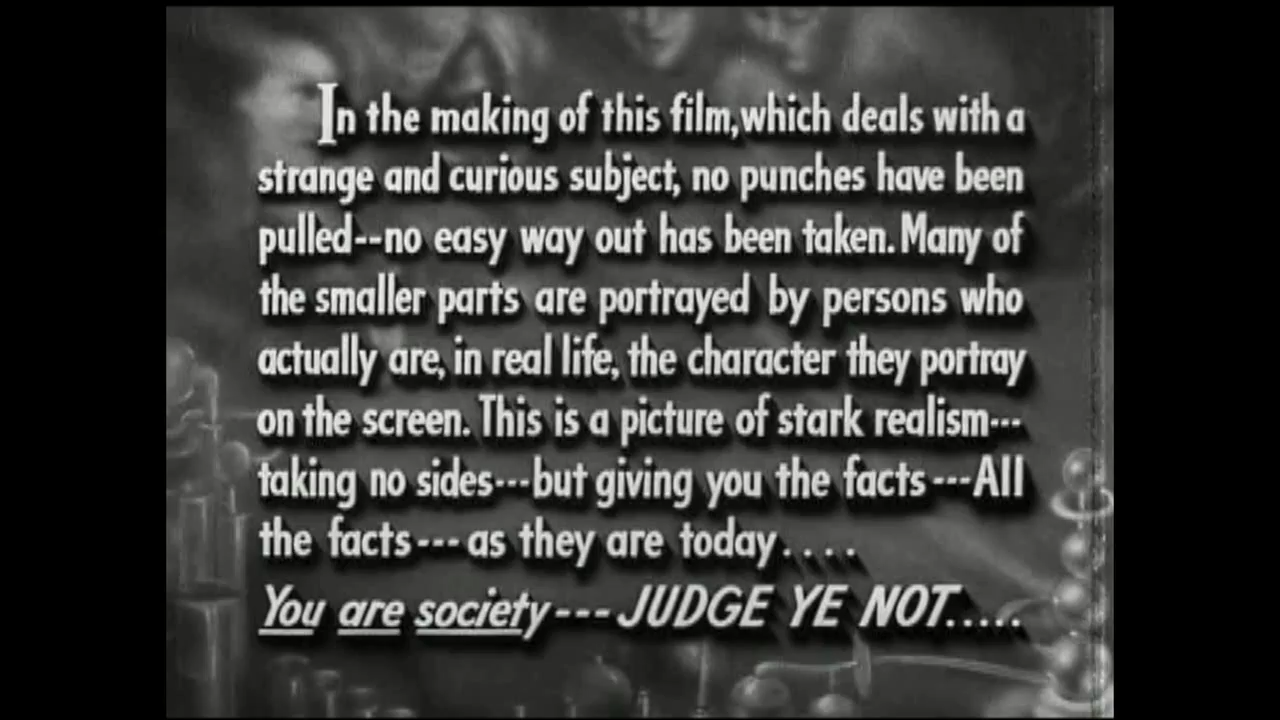 In the making of this film, which deals with a
strange and curious subject, no punches have been
pulled--no easy way out has been taken. Many of
the smaller parts are portrayed by persons who
actually are, in real life, the character they portray
on the screen. This is a picture of stark realism---
taking no sides---but giving you the facts---All
the facts---as they are today....
You are society---JUDGE YE NOT.....